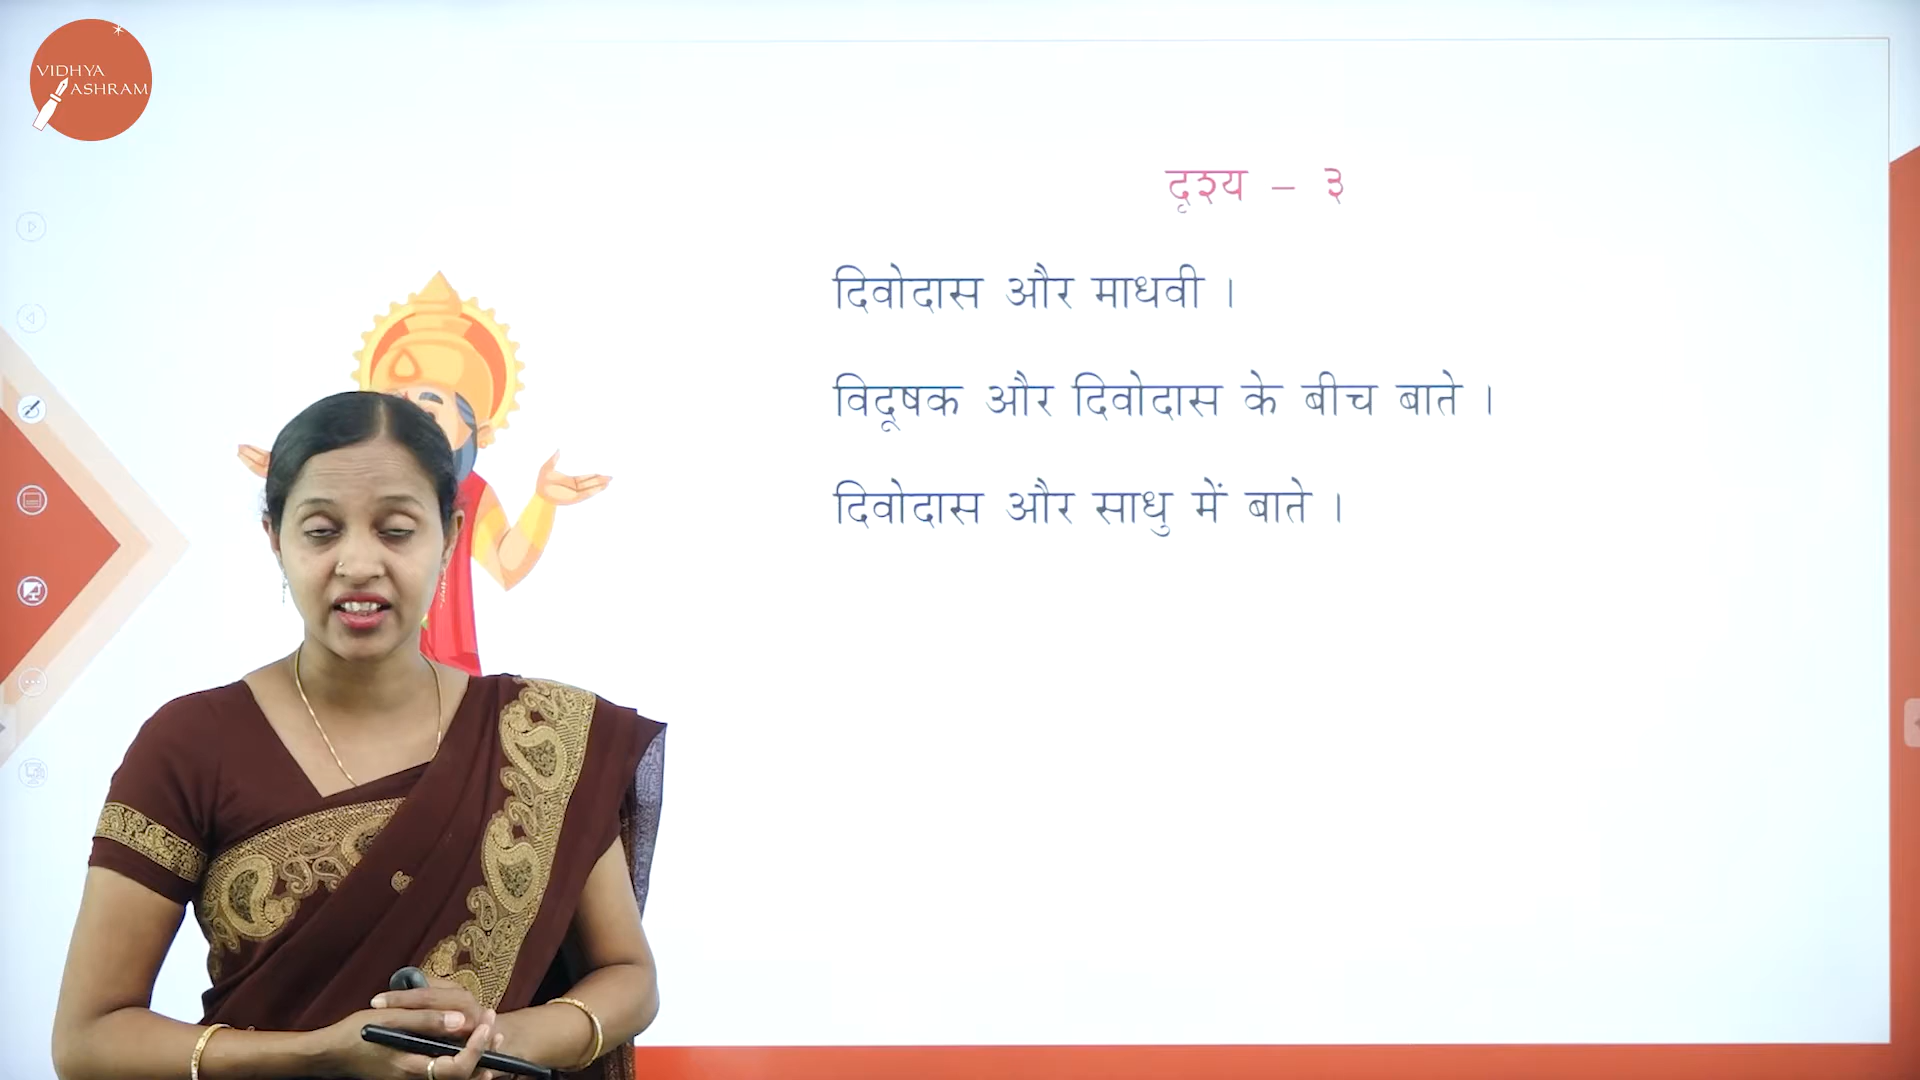 VIDHYA
ASHRAM
दृश्य – ३
दिवोदास और माधवी ।
विदूषक और दिवोदास के बीच बाते ।
दिवोदास और साधु में बाते ।